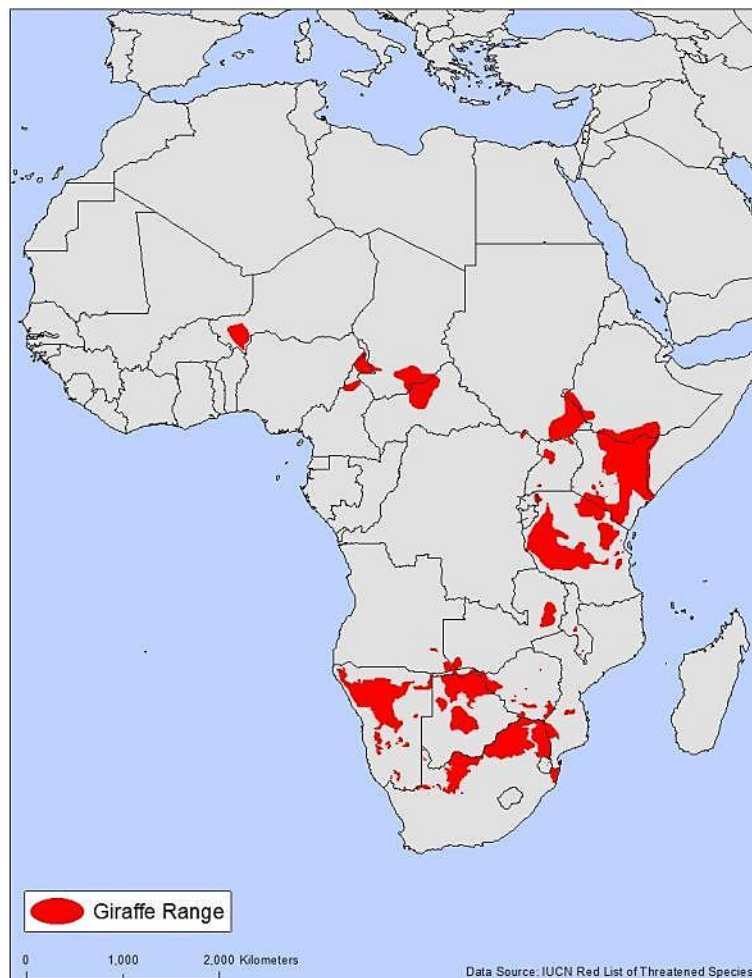 Giraffe Range
0 1,000 2,000 Kilometers
Data Source: IUCN Red List of Threatened Species